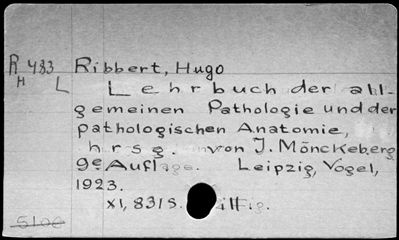 R 483 Ribbert, Hugo
H L Lehrbuch der all-
gemeinen Pathologie und der
pathologischen Anatomie,
hrsg. von J. Mönckeberg
9e Auflage. Leipzig, Vogel,
1923.
XI, 831 S.
5100